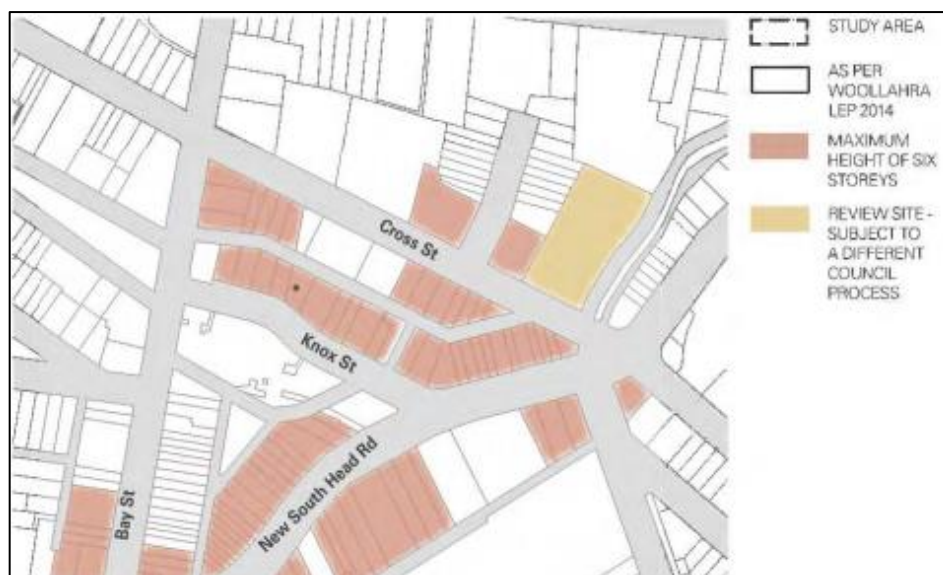 Cross St
Knox St
New South Head Rd
Bay St
STUDY AREA
AS PER
WOOLLAHRA
LEP 2014
MAXIMUM
HEIGHT OF SIX
STOREYS
REVIEW SITE -
SUBJECT TO
A DIFFERENT
COUNCIL
PROCESS